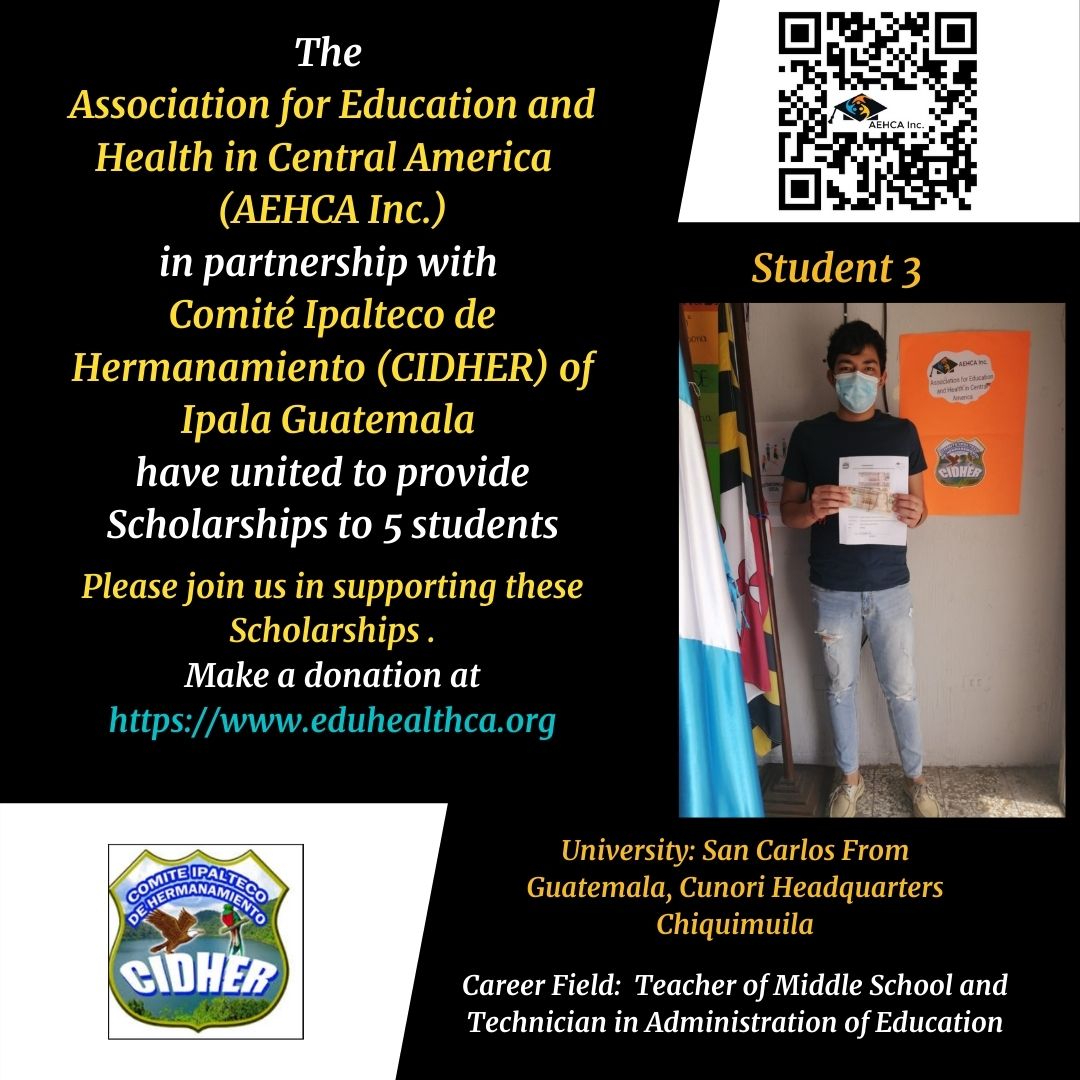 The
Association for Education and
Health in Central America
(AEHCA Inc.)
in partnership with
Comité Ipalteco de
Hermanamiento (CIDHER) of
Ipala Guatemala
have united to provide
Scholarships to 5 students
Please join us in supporting these
Scholarships .
Make a donation at
https://www.eduhealthca.org
AEHCA Inc.
Student 3
AEHCA Inc.
Association for Education
and Health in Central
America
CIDHER
University: San Carlos From
Guatemala, Cunori Headquarters
Chiquimuila
Career Field:  Teacher of Middle School and
Technician in Administration of Education
COMITE IPALTECO
DE HERMANAMIENTO
CIDHER